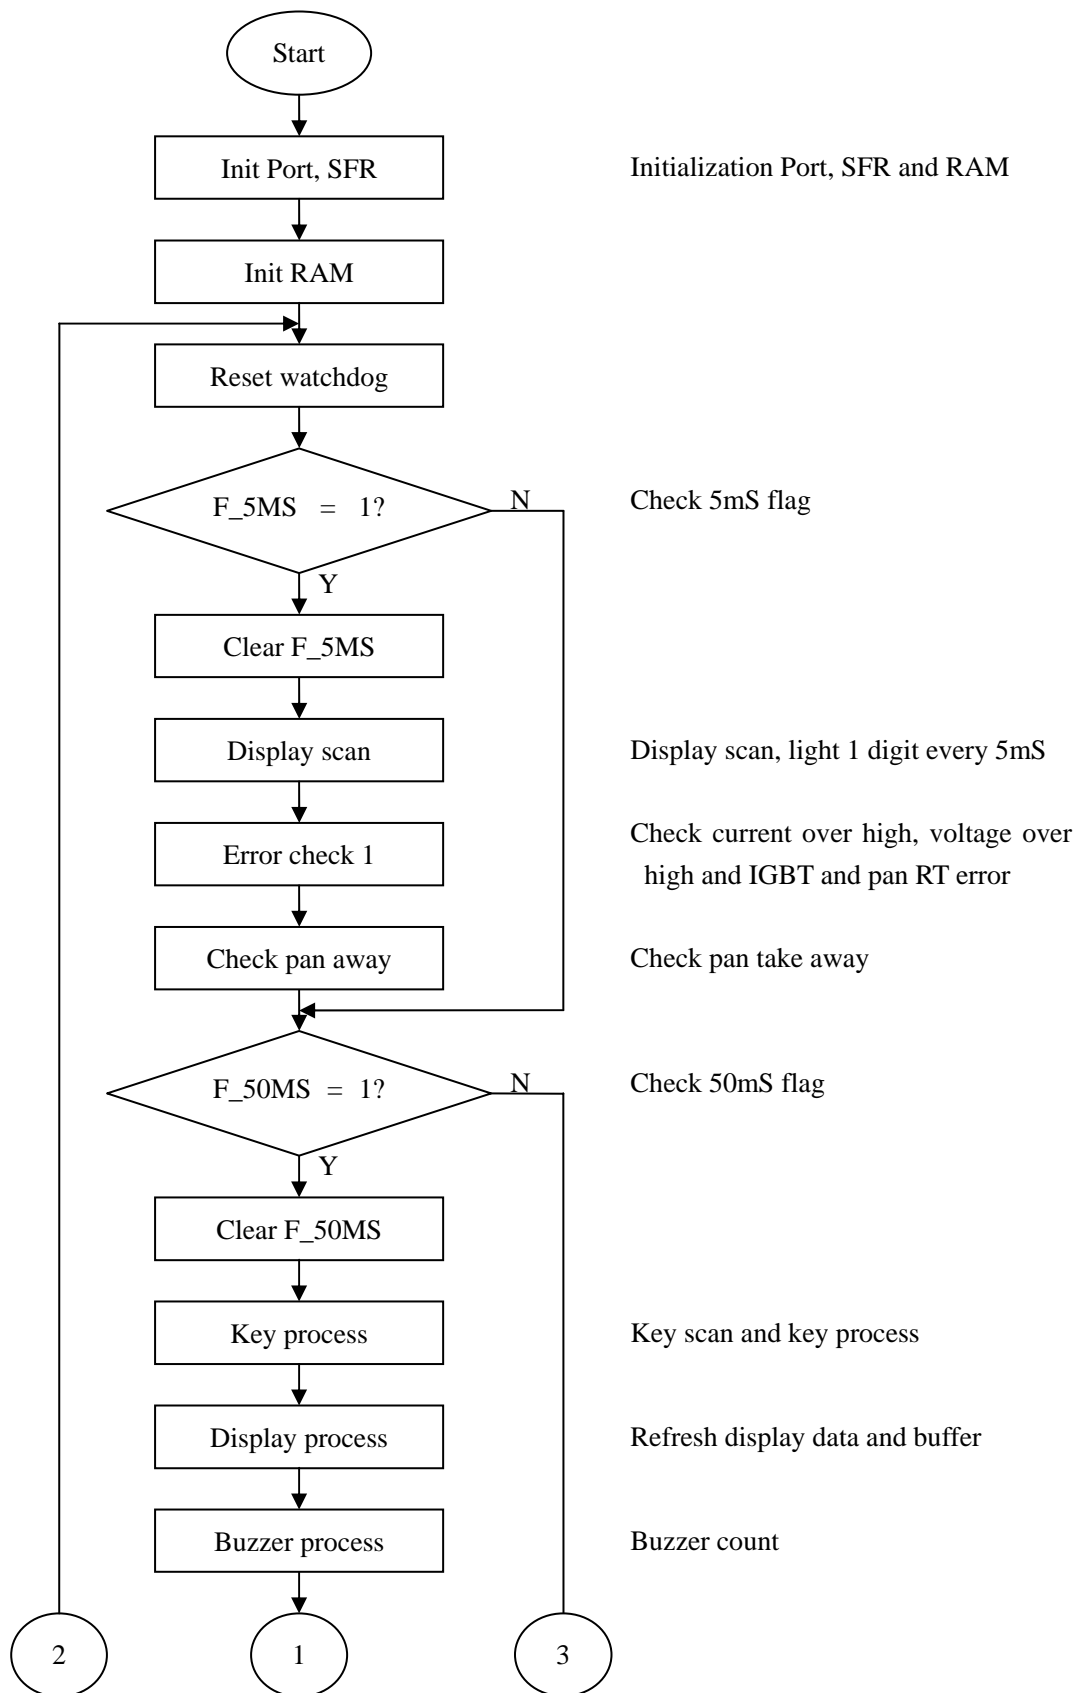 Start
Init Port, SFR
Initialization Port, SFR and RAM
Init RAM
Reset watchdog
F_5MS = 1?
N
Check 5mS flag
Y
Clear F_5MS
Display scan
Display scan, light 1 digit every 5mS
Error check 1
Check current over high, voltage over
high and IGBT and pan RT error
Check pan away
Check pan take away
F_50MS = 1?
N
Check 50mS flag
Y
Clear F_50MS
Key process
Key scan and key process
Display process
Refresh display data and buffer
Buzzer process
Buzzer count
2
1
3